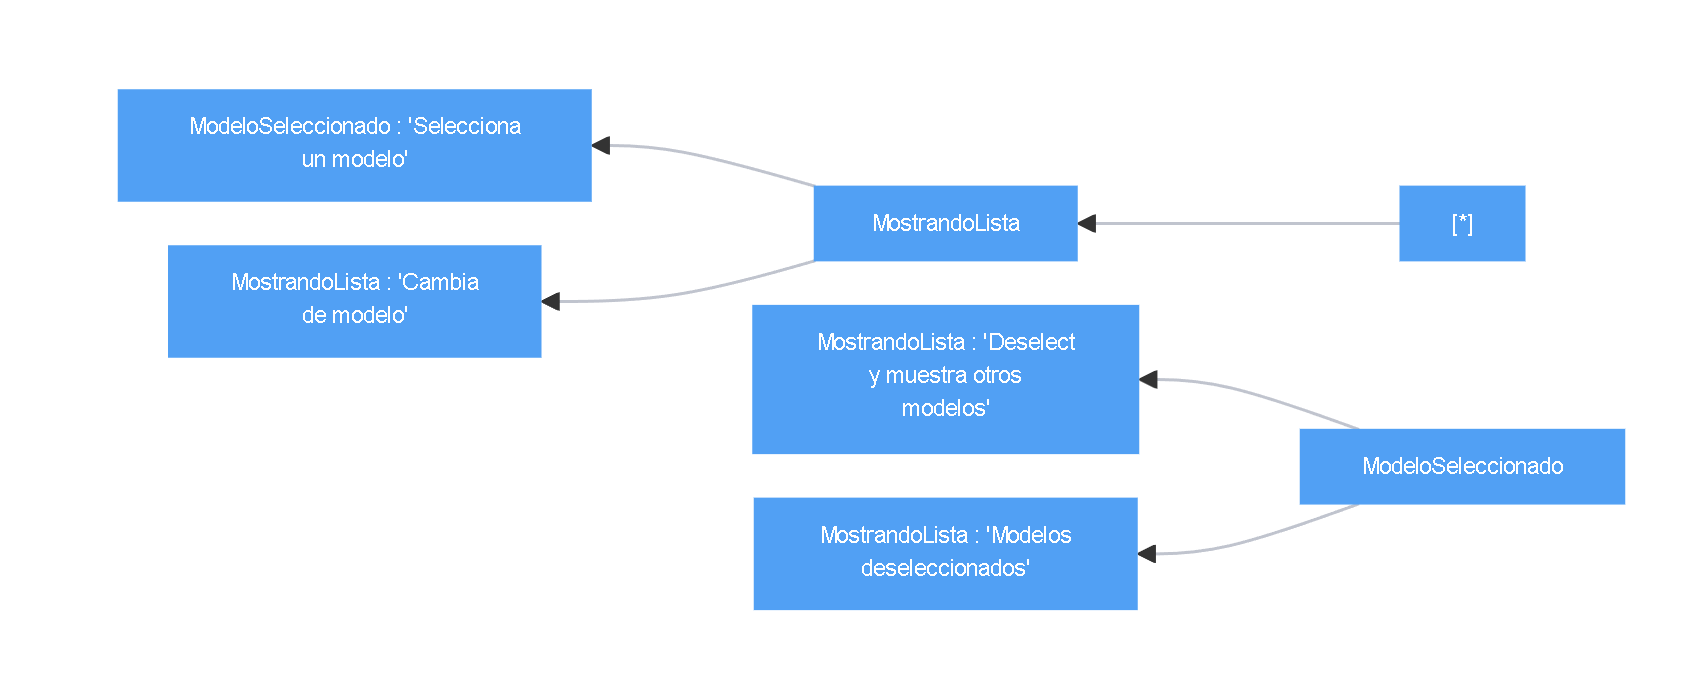 ModeloSeleccionado : 'Selecciona
un modelo'
MostrandoLista
[*]
MostrandoLista : 'Cambia
de modelo'
MostrandoLista : 'Deselect
y muestra otros
modelos'
ModeloSeleccionado
MostrandoLista : 'Modelos
deseleccionados'